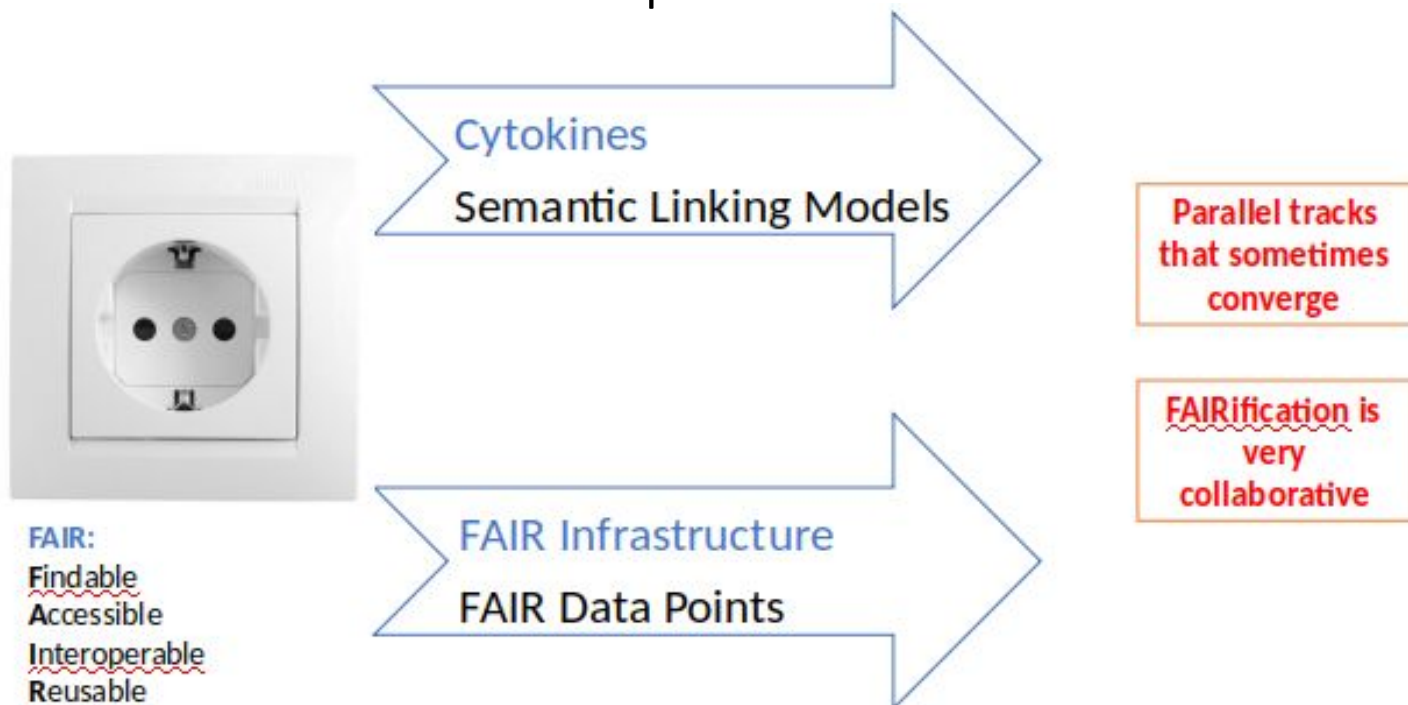 Cytokines
Semantic Linking Models
Parallel tracks
that sometimes
converge
FAIRification is
very
collaborative
FAIR:
Findable
Accessible
Interoperable
Reusable
FAIR Infrastructure
FAIR Data Points